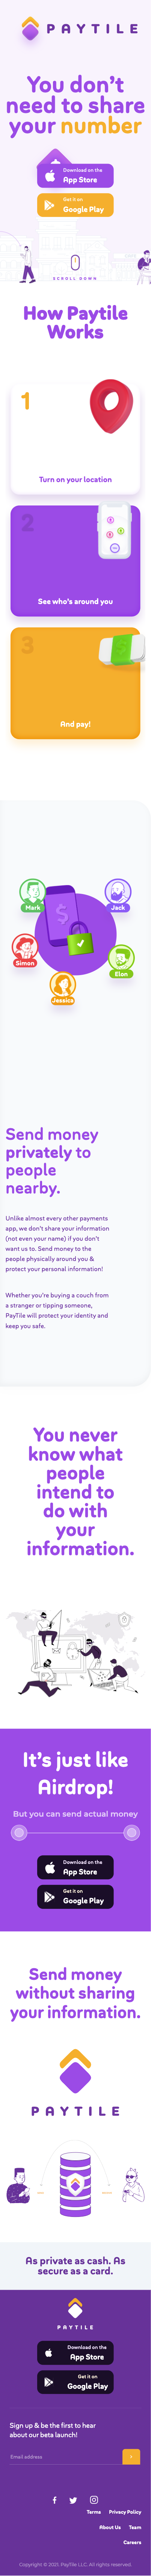 PAYTILE
You don't
need to share
your number
Download on the
App Store
Get it on
Google Play
SCROLL DOWN
How Paytile
Works
1
Turn on your location
2
See who's around you
3
And pay!
Mark
Jack
Simon
Elon
Jessica
Send money
privately to
people
nearby.
Unlike almost every other payments
app, we don't share your information
(not even your name) if you don't
want us to. Send money to the
people physically around you &
protect your personal information!
Whether you're buying a couch from
a stranger or tipping someone,
PayTile will protect your identity and
keep you safe.
You never
know what
people
intend to
do with
your
information.
It's just like
Airdrop!
But you can send actual money
Download on the
App Store
Get it on
Google Play
Send money
without sharing
your information.
PAYTILE
As private as cash. As
secure as a card.
PAYTILE
Download on the
App Store
Get it on
Google Play
Sign up & be the first to hear
about our beta launch!
Email address
Terms Privacy Policy
About Us Team
Careers
Copyright © 2021. PayTile LLC. All rights reserved.